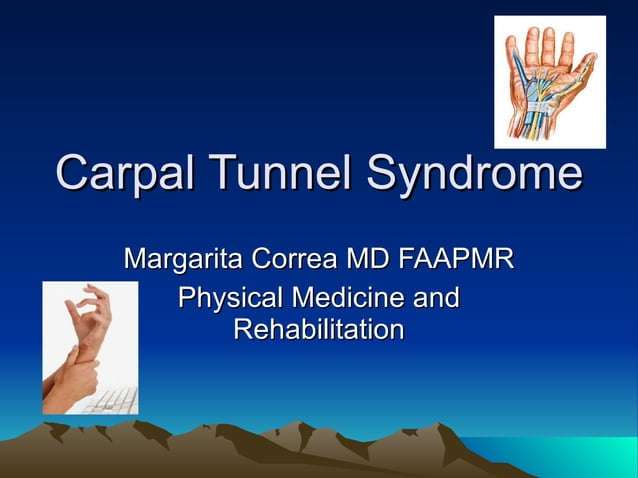 Carpal Tunnel Syndrome
Margarita Correa MD FAAPMR
Physical Medicine and
Rehabilitation